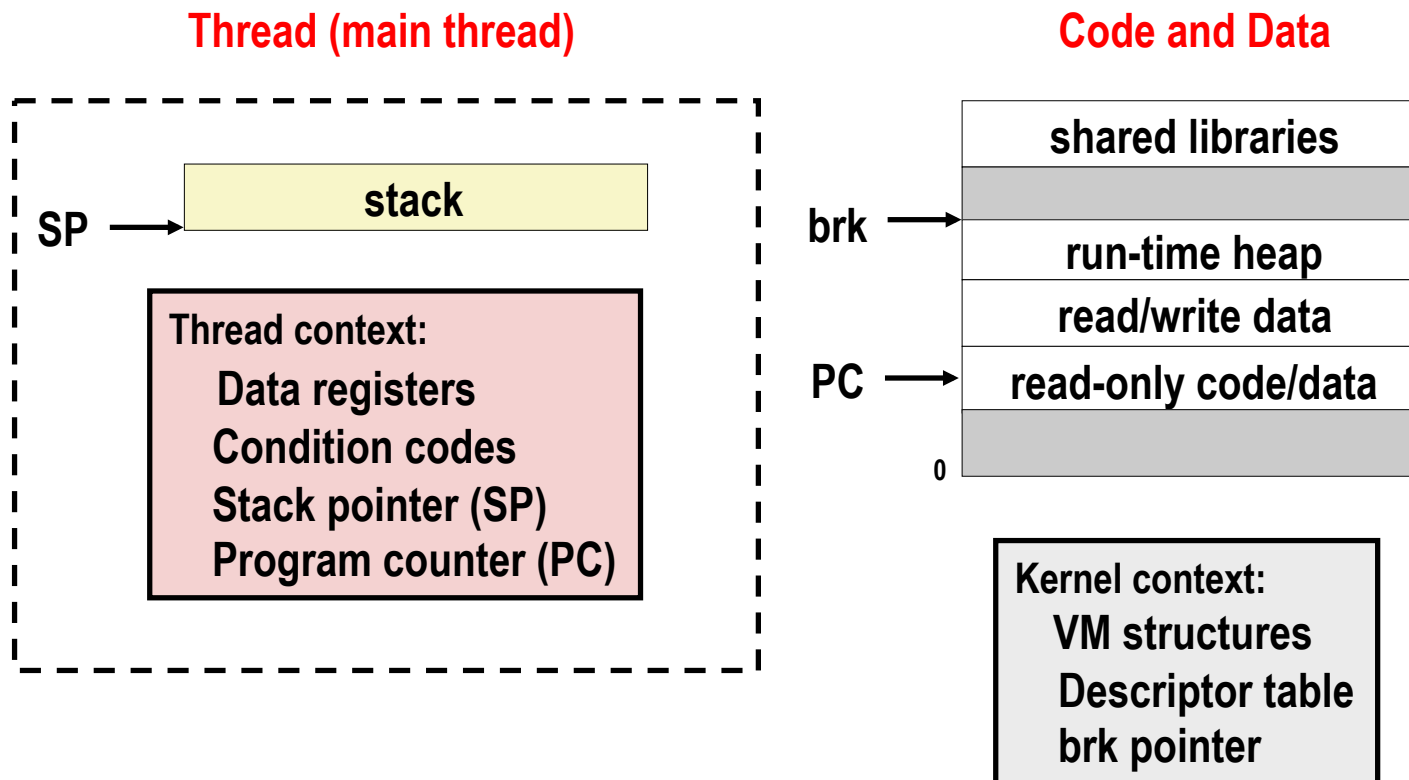 Thread (main thread)
stack
SP
Thread context:
Data registers
Condition codes
Stack pointer (SP)
Program counter (PC)
Code and Data
shared libraries
brk
run-time heap
read/write data
PC
read-only code/data
0
Kernel context:
VM structures
Descriptor table
brk pointer